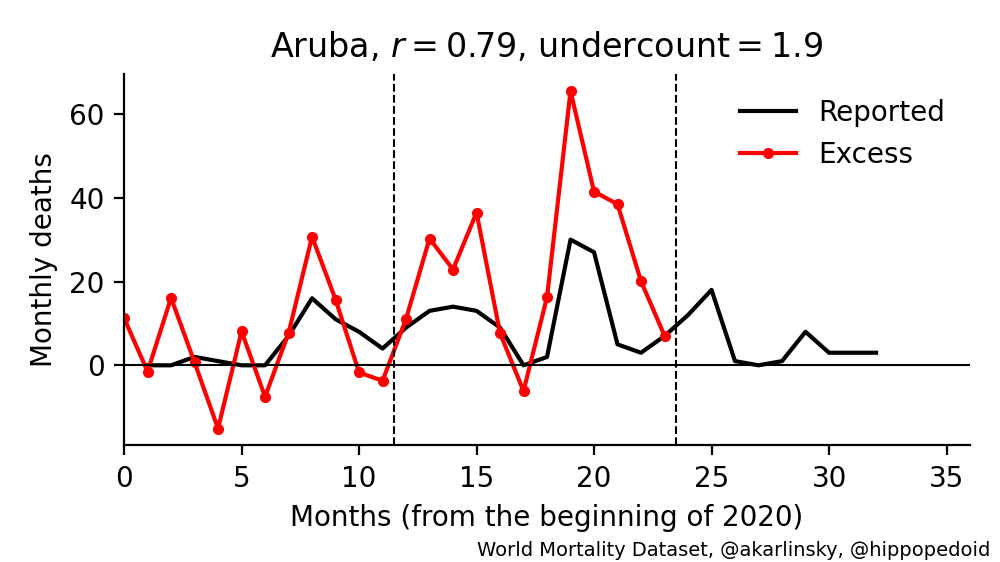 Aruba, r = 0.79, undercount = 1.9
Reported
Excess
Monthly deaths
60
40
20
0
0 5 10 15 20 25 30 35
Months (from the beginning of 2020)
World Mortality Dataset, @akarlinsky, @hippopedoid